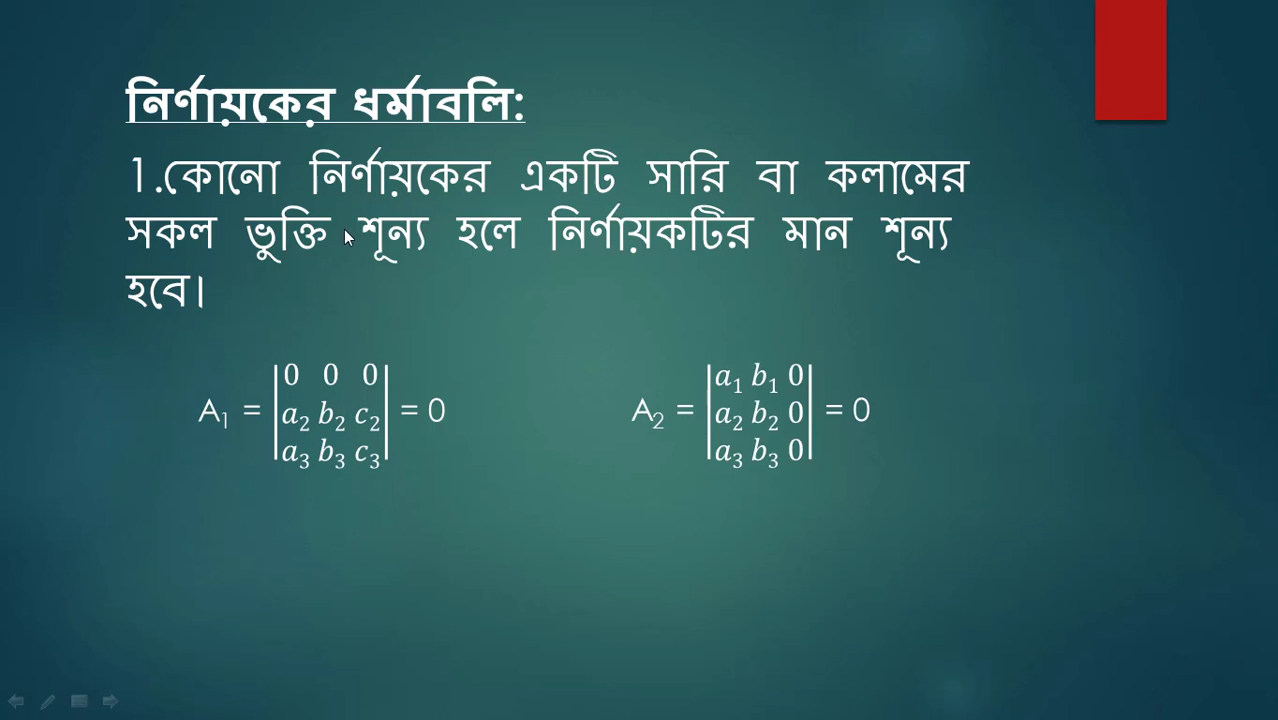 নির্ণায়কের ধর্মাবলি:
1.কোনো নির্ণায়কের একটি সারি বা কলামের
সকল ভুক্তি শূন্য হলে নির্ণায়কটির মান শূন্য
হবে।
A₁ = |0 0 0| = 0
|a₂ b₂ c₂|
|a₃ b₃ c₃|
A₂ = |a₁ b₁ 0| = 0
|a₂ b₂ 0|
|a₃ b₃ 0|